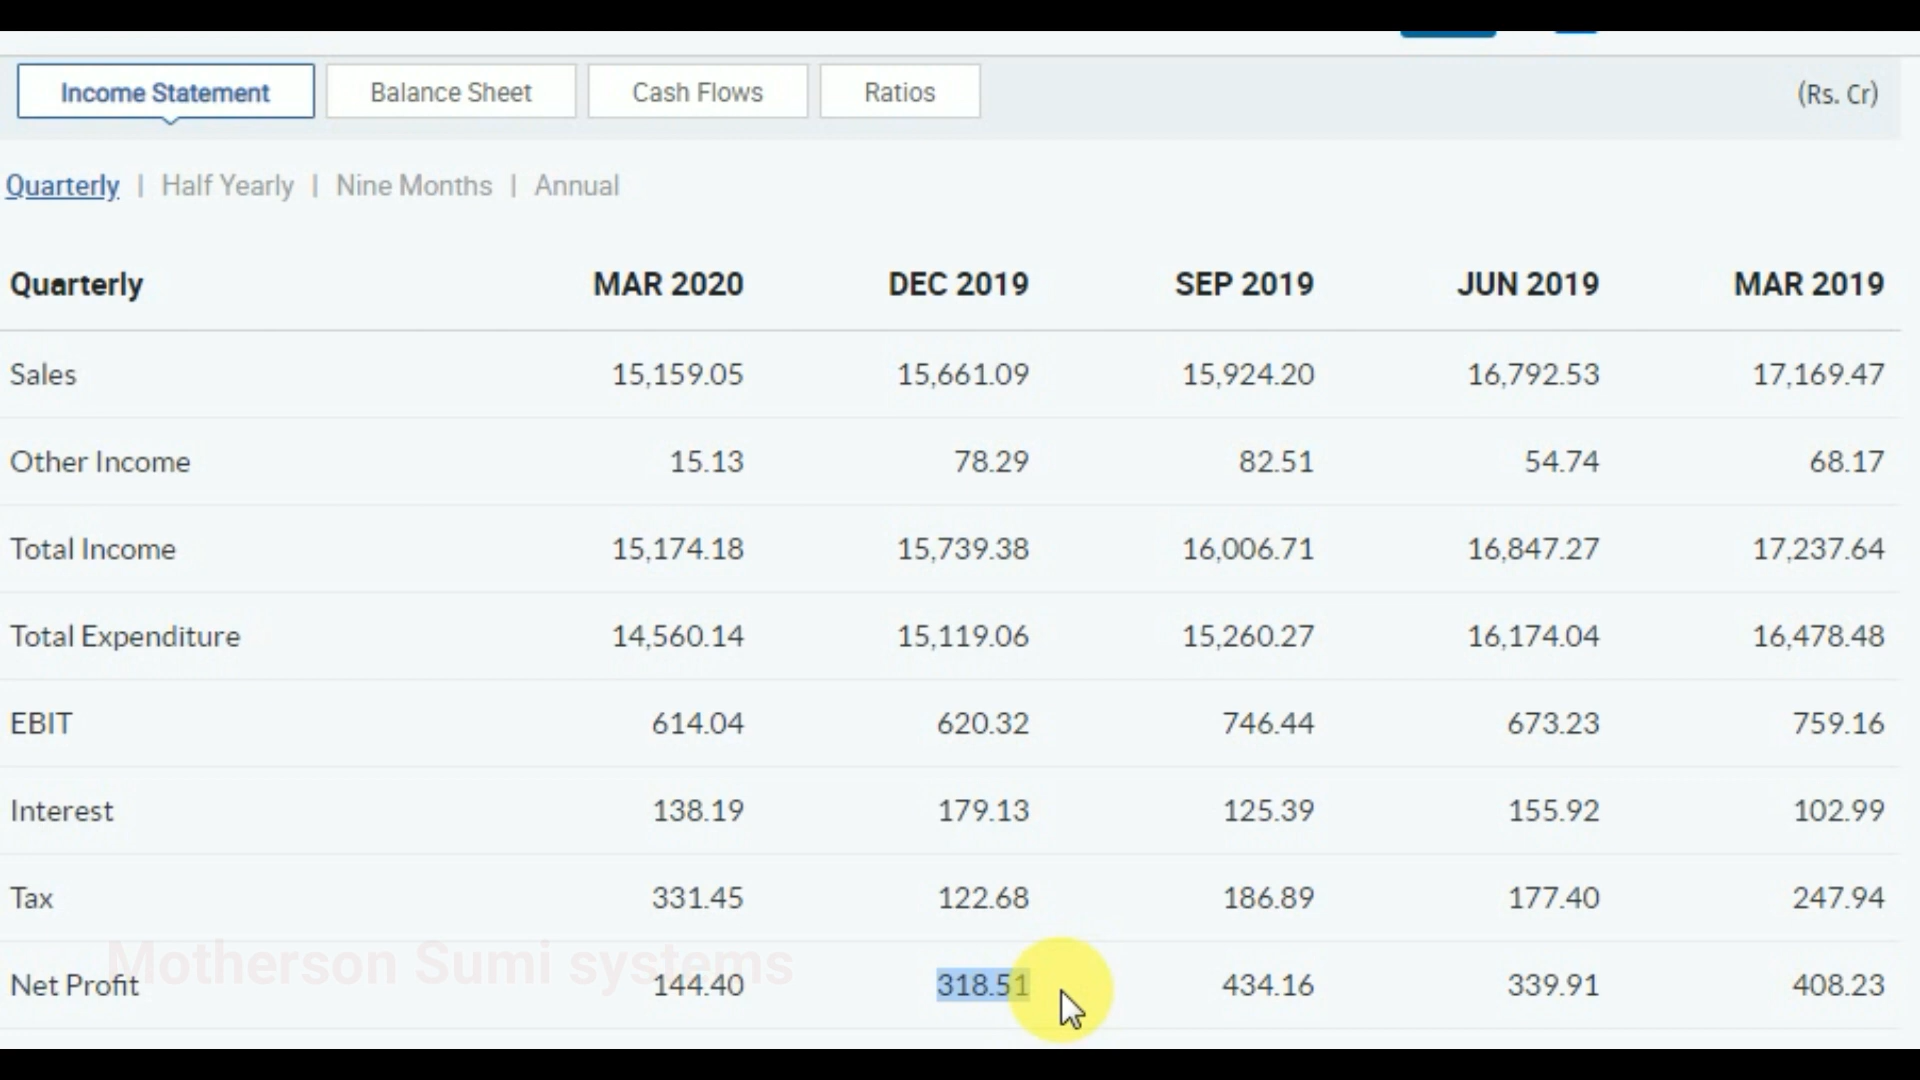 Income Statement Balance Sheet Cash Flows Ratios (Rs. Cr)
Quarterly | Half Yearly | Nine Months | Annual
Quarterly MAR 2020 DEC 2019 SEP 2019 JUN 2019 MAR 2019
Sales 15,159.05 15,661.09 15,924.20 16,792.53 17,169.47
Other Income 15.13 78.29 82.51 54.74 68.17
Total Income 15,174.18 15,739.38 16,006.71 16,847.27 17,237.64
Total Expenditure 14,560.14 15,119.06 15,260.27 16,174.04 16,478.48
EBIT 614.04 620.32 746.44 673.23 759.16
Interest 138.19 179.13 125.39 155.92 102.99
Tax 331.45 122.68 186.89 177.40 247.94
Motherson Sumi systems
Net Profit 144.40 318.51 434.16 339.91 408.23